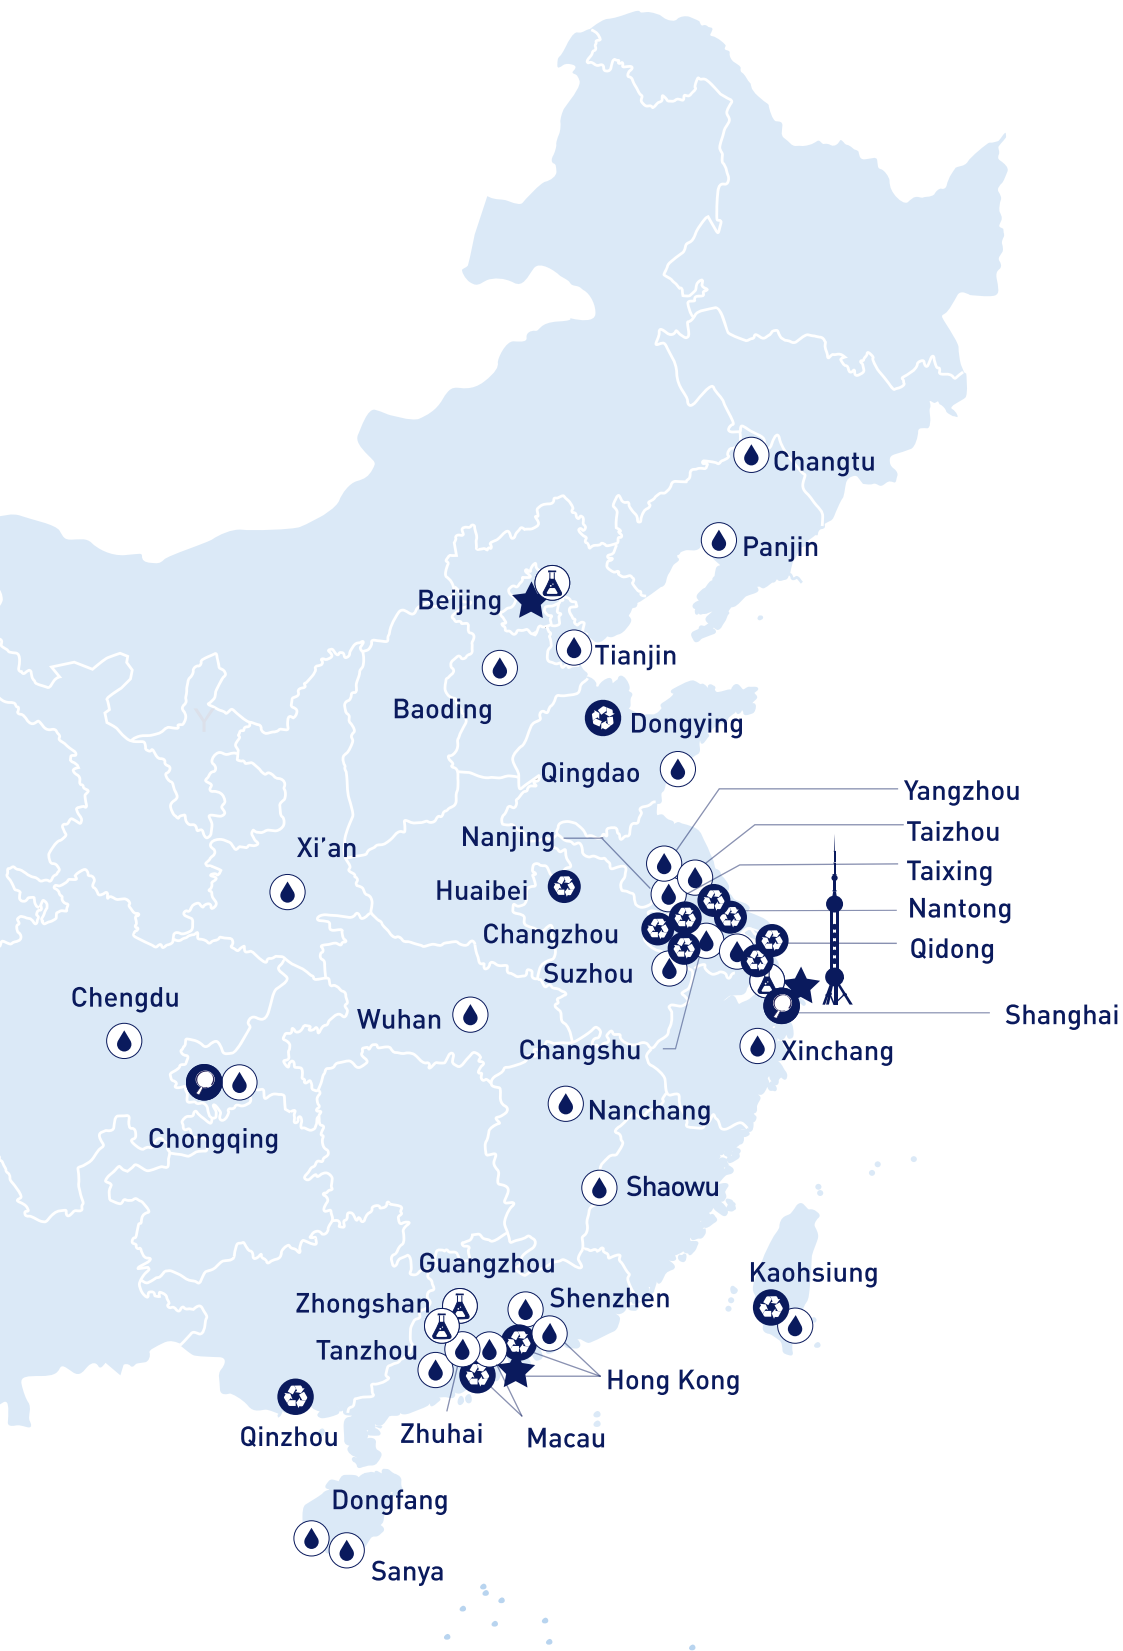 Changtu
Panjin
Beijing
Tianjin
Baoding
Dongying
Qingdao
Yangzhou
Taizhou
Nanjing
Xi’an
Taixing
Huaibei
Nantong
Changzhou
Qidong
Suzhou
Chengdu
Shanghai
Wuhan
Changshu
Xinchang
Nanchang
Chongqing
Shaowu
Guangzhou
Kaohsiung
Zhongshan
Shenzhen
Tanzhou
Hong Kong
Qinzhou
Zhuhai
Macau
Dongfang
Sanya